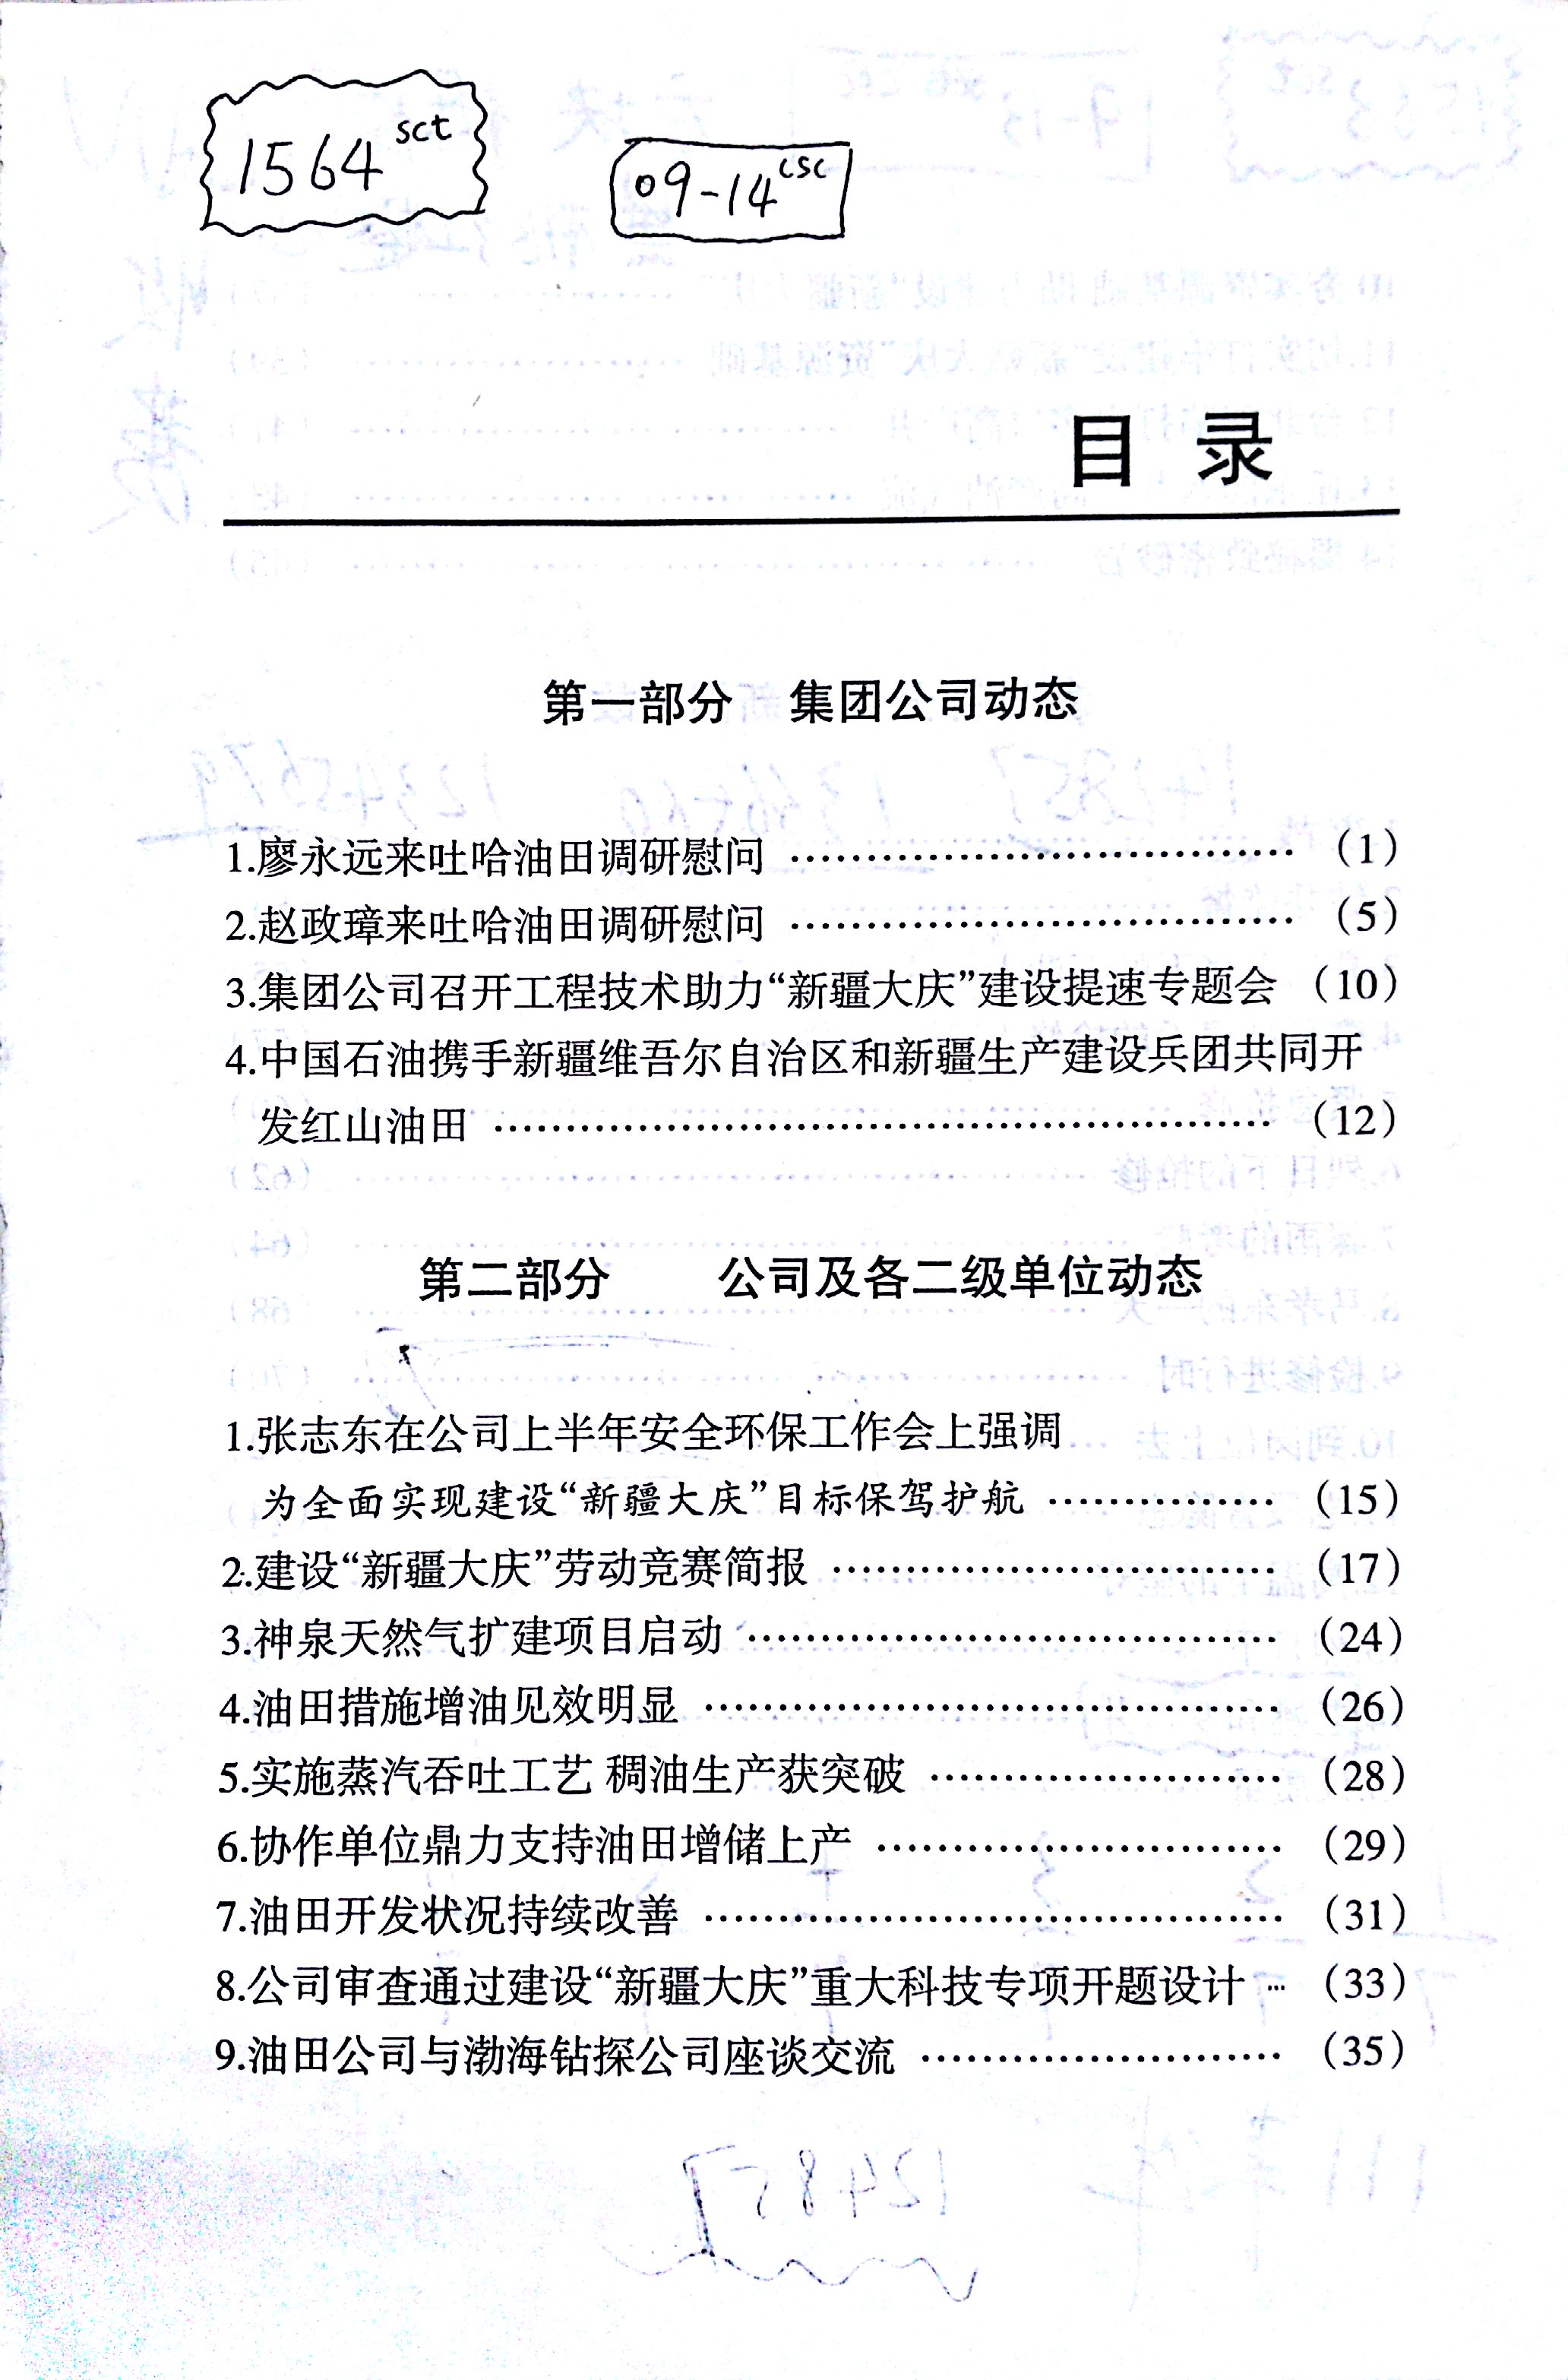 1564 sct
09-14 csc
目 录
第一部分 集团公司动态
1.廖永远来吐哈油田调研慰问 ………………………………… (1)
2.赵政璋来吐哈油田调研慰问 ………………………………… (5)
3.集团公司召开工程技术助力“新疆大庆”建设提速专题会 (10)
4.中国石油携手新疆维吾尔自治区和新疆生产建设兵团共同开
发红山油田 …………………………………………………… (12)
第二部分 公司及各二级单位动态
1.张志东在公司上半年安全环保工作会上强调
为全面实现建设“新疆大庆”目标保驾护航 …………… (15)
2.建设“新疆大庆”劳动竞赛简报 …………………………… (17)
3.神泉天然气扩建项目启动 ………………………………… (24)
4.油田措施增油见效明显 …………………………………… (26)
5.实施蒸汽吞吐工艺 稠油生产获突破 …………………… (28)
6.协作单位鼎力支持油田增储上产 ………………………… (29)
7.油田开发状况持续改善 …………………………………… (31)
8.公司审查通过建设“新疆大庆”重大科技专项开题设计 … (33)
9.油田公司与渤海钻探公司座谈交流 ……………………… (35)